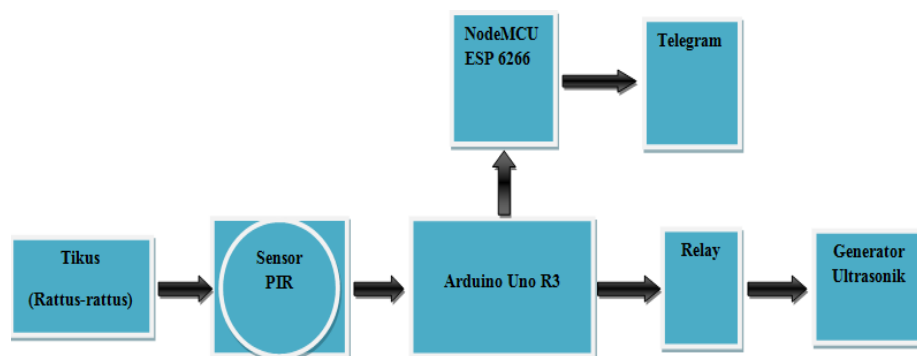 NodeMCU
ESP 6266
Telegram
Tikus
(Rattus-rattus)
Sensor
PIR
Arduino Uno R3
Relay
Generator
Ultrasonik